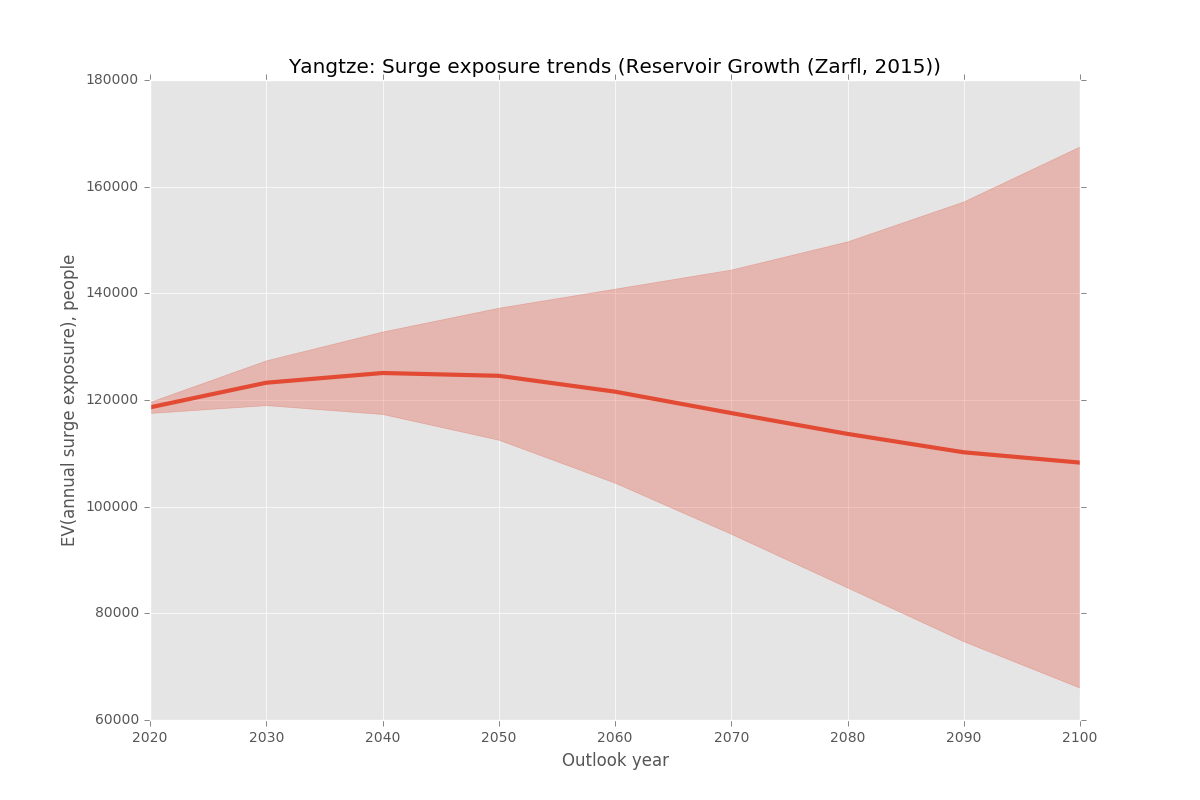 Yangtze: Surge exposure trends (Reservoir Growth (Zarfl, 2015))
EV(annual surge exposure), people
180000
160000
140000
120000
100000
80000
60000
2020 2030 2040 2050 2060 2070 2080 2090 2100
Outlook year